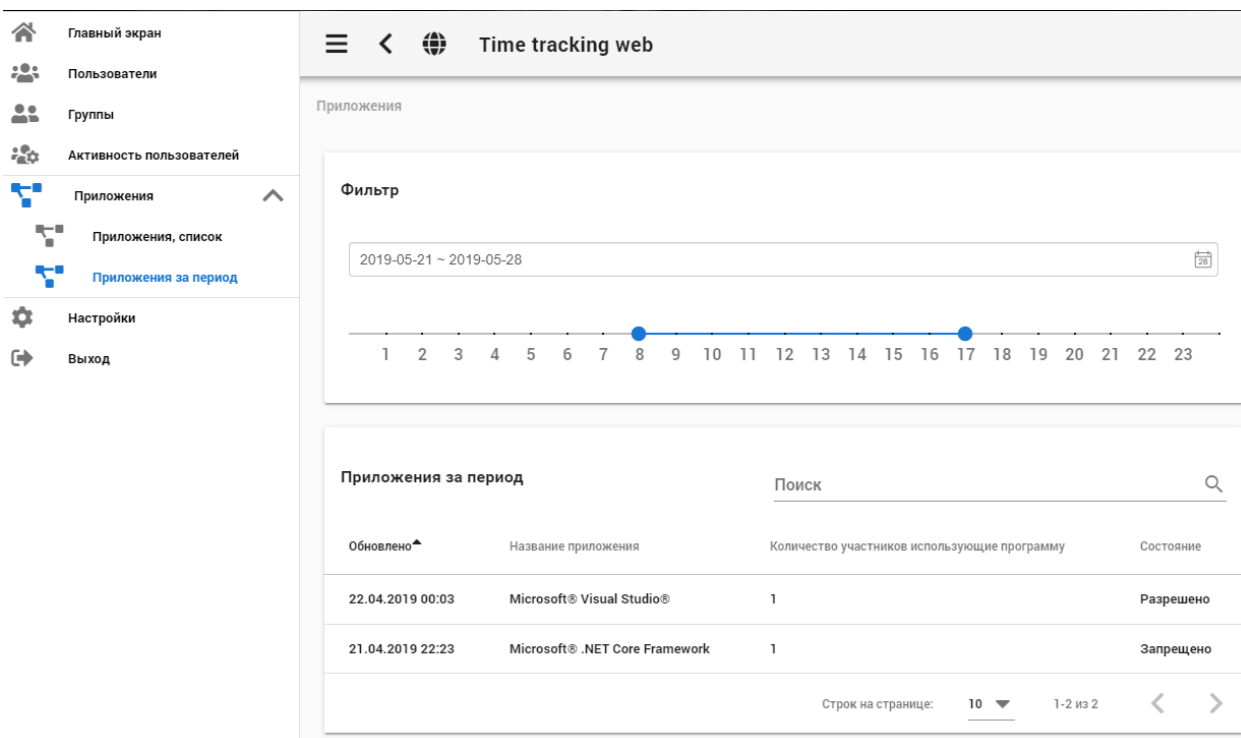 Главный экран
Пользователи
Группы
Активность пользователей
Приложения
Приложения, список
Приложения за период
Настройки
Выход
Time tracking web
Приложения
Фильтр
2019-05-21 ~ 2019-05-28
28
1 2 3 4 5 6 7 8 9 10 11 12 13 14 15 16 17 18 19 20 21 22 23
Приложения за период Поиск
Обновлено Название приложения Количество участников использующие программу Состояние
22.04.2019 00:03 Microsoft® Visual Studio® 1 Разрешено
21.04.2019 22:23 Microsoft® .NET Core Framework 1 Запрещено
Строк на странице: 10 1-2 из 2